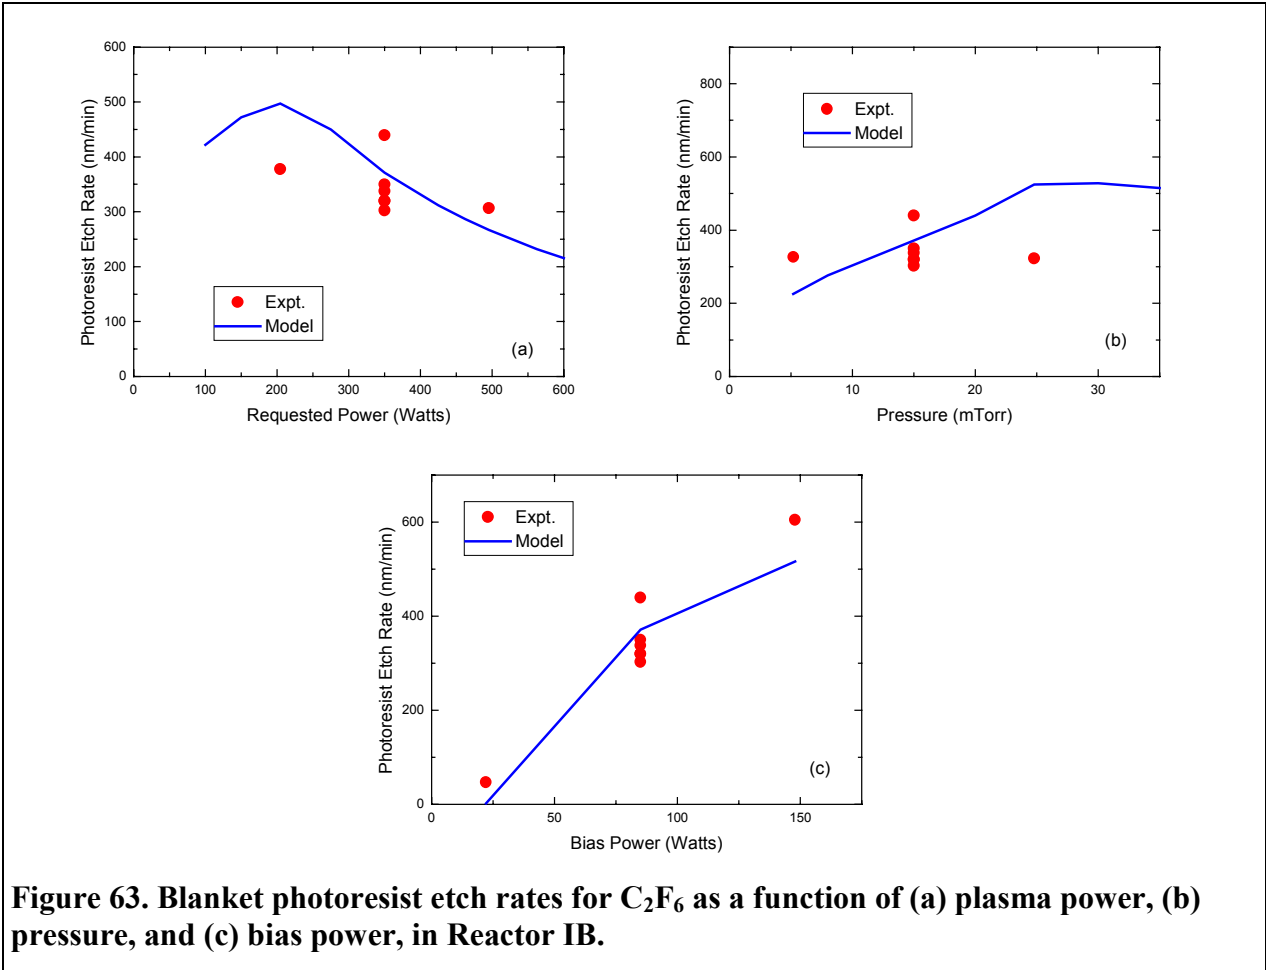 600
500
400
300
200
100
0
Photoresist Etch Rate (nm/min)
Expt.
Model
(a)
0 100 200 300 400 500 600
Requested Power (Watts)
800
600
400
200
0
Photoresist Etch Rate (nm/min)
Expt.
Model
(b)
0 10 20 30
Pressure (mTorr)
600
400
200
0
Photoresist Etch Rate (nm/min)
Expt.
Model
(c)
0 50 100 150
Bias Power (Watts)
Figure 63. Blanket photoresist etch rates for C₂F₆ as a function of (a) plasma power, (b)
pressure, and (c) bias power, in Reactor IB.